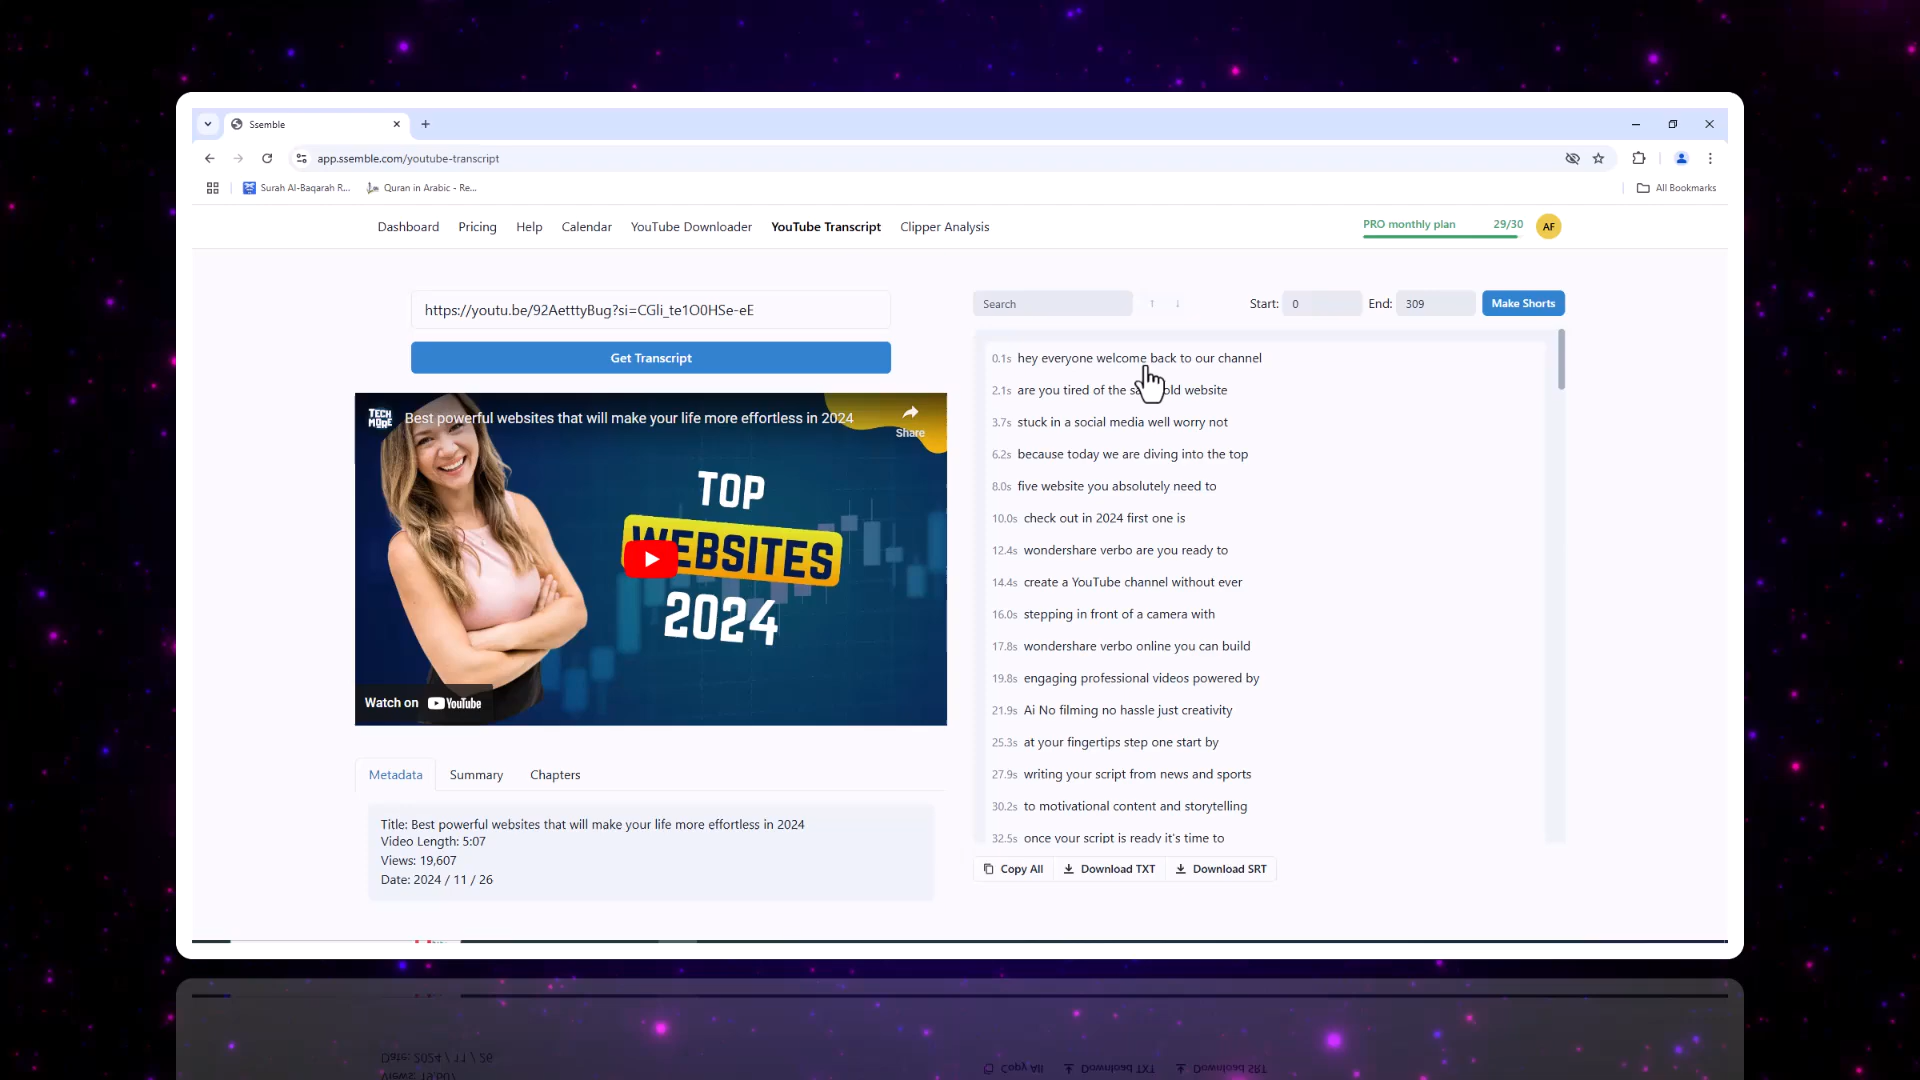 Ssemble
app.ssemble.com/youtube-transcript
Surah Al-Baqarah R...
Quran in Arabic - Re...
All Bookmarks
Dashboard
Pricing
Help
Calendar
YouTube Downloader
YouTube Transcript
Clipper Analysis
PRO monthly plan
29/30
AF
https://youtu.be/92AetttyBug?si=CGli_te1O0HSe-eE
Get Transcript
TECH
MORE
Best powerful websites that will make your life more effortless in 2024
Share
TOP
WEBSITES
2024
Watch on YouTube
Metadata
Summary
Chapters
Title: Best powerful websites that will make your life more effortless in 2024
Video Length: 5:07
Views: 19,607
Date: 2024 / 11 / 26
Search
Start: 0
End: 309
Make Shorts
0.1s hey everyone welcome back to our channel
2.1s are you tired of the old website
3.7s stuck in a social media well worry not
6.2s because today we are diving into the top
8.0s five website you absolutely need to
10.0s check out in 2024 first one is
12.4s wondershare verbo are you ready to
14.4s create a YouTube channel without ever
16.0s stepping in front of a camera with
17.8s wondershare verbo online you can build
19.8s engaging professional videos powered by
21.9s Ai No filming no hassle just creativity
25.3s at your fingertips step one start by
27.9s writing your script from news and sports
30.2s to motivational content and storytelling
32.5s once your script is ready it's time to
Copy All
Download TXT
Download SRT